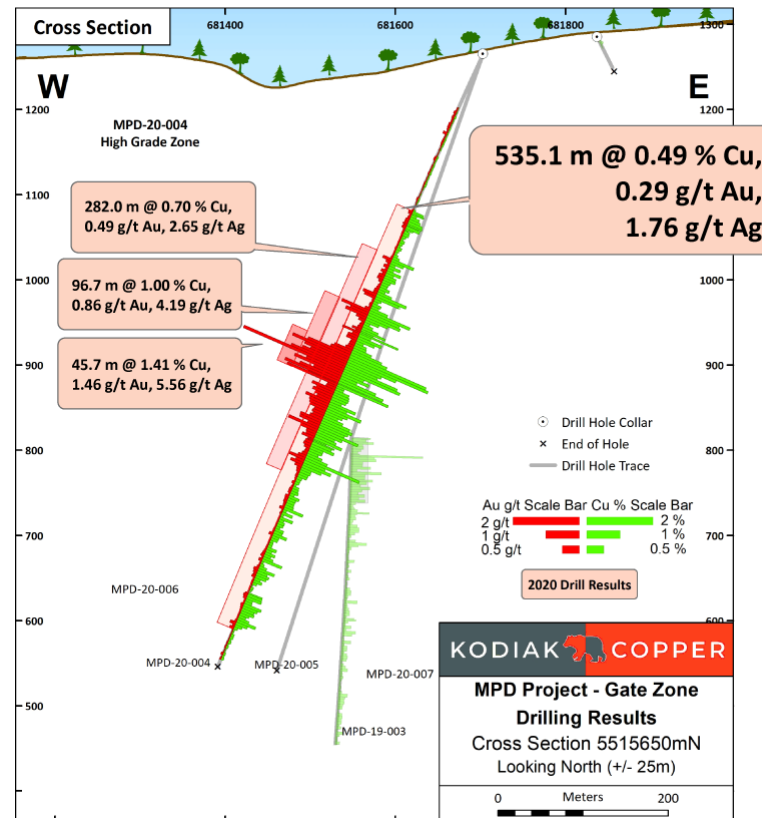 Cross Section
681400
681600
681800
1300
W
E
1200
1200
MPD-20-004
High Grade Zone
535.1 m @ 0.49 % Cu,
0.29 g/t Au,
1.76 g/t Ag
1100
282.0 m @ 0.70 % Cu,
0.49 g/t Au, 2.65 g/t Ag
1000
1000
96.7 m @ 1.00 % Cu,
0.86 g/t Au, 4.19 g/t Ag
45.7 m @ 1.41 % Cu,
1.46 g/t Au, 5.56 g/t Ag
900
900
Drill Hole Collar
End of Hole
Drill Hole Trace
800
800
Au g/t Scale Bar Cu % Scale Bar
2 g/t 2 %
1 g/t 1 %
0.5 g/t 0.5 %
700
700
2020 Drill Results
MPD-20-006
600
600
MPD-20-004
MPD-20-005
MPD-20-007
MPD-19-003
500
KODIAK COPPER
MPD Project - Gate Zone
Drilling Results
Cross Section 5515650mN
Looking North (+/- 25m)
Meters
0 200